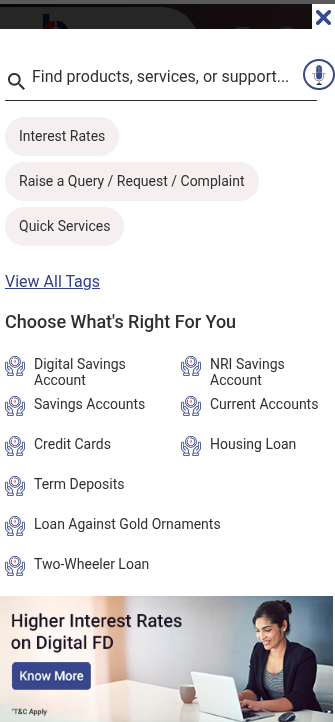 Find products, services, or support...
Interest Rates
Raise a Query / Request / Complaint
Quick Services
View All Tags
Choose What's Right For You
Digital Savings
Account
NRI Savings
Account
Savings Accounts
Current Accounts
Credit Cards
Housing Loan
Term Deposits
Loan Against Gold Ornaments
Two-Wheeler Loan
Higher Interest Rates
on Digital FD
Know More
*T&C Apply